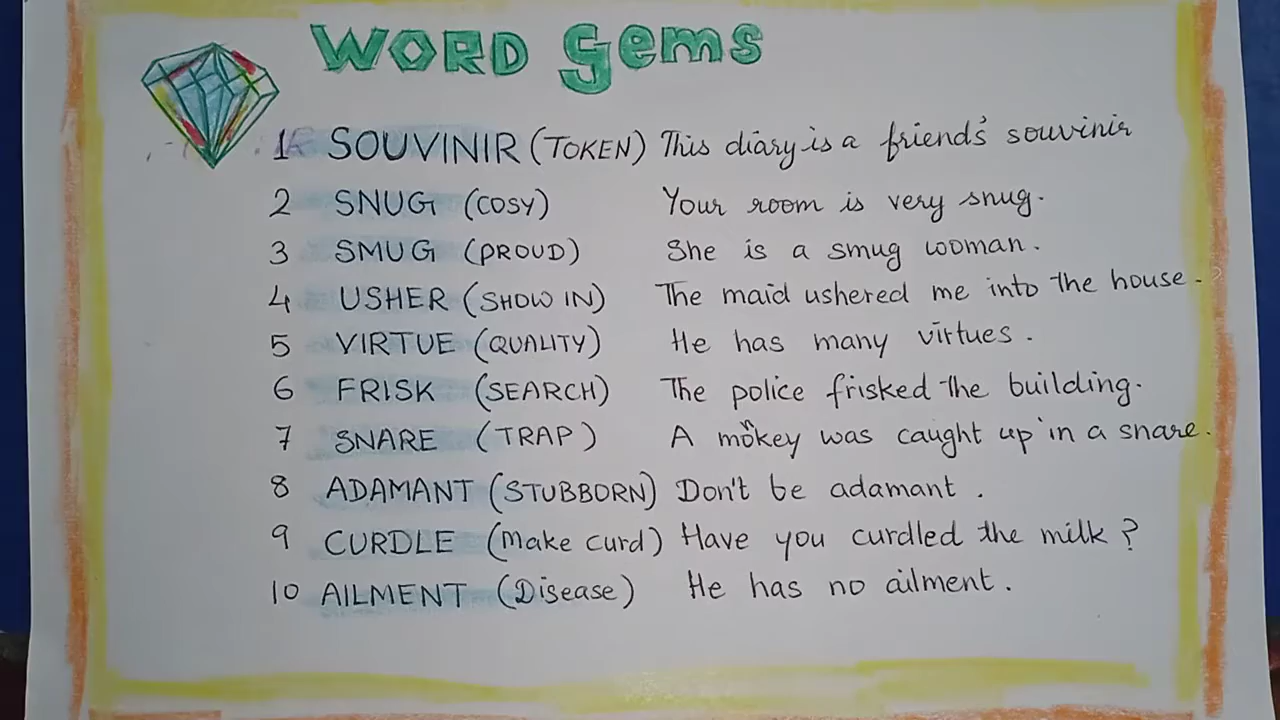 WORD Gems
1 SOUVINIR (TOKEN) This diary is a friend's souvinir
2 SNUG (COSY) Your room is very snug.
3 SMUG (PROUD) She is a smug woman.
4 USHER (SHOW IN) The maid ushered me into the house.
5 VIRTUE (QUALITY) He has many virtues.
6 FRISK (SEARCH) The police frisked the building.
7 SNARE (TRAP) A monkey was caught up in a snare.
8 ADAMANT (STUBBORN) Don't be adamant.
9 CURDLE (Make curd) Have you curdled the milk?
10 AILMENT (Disease) He has no ailment.